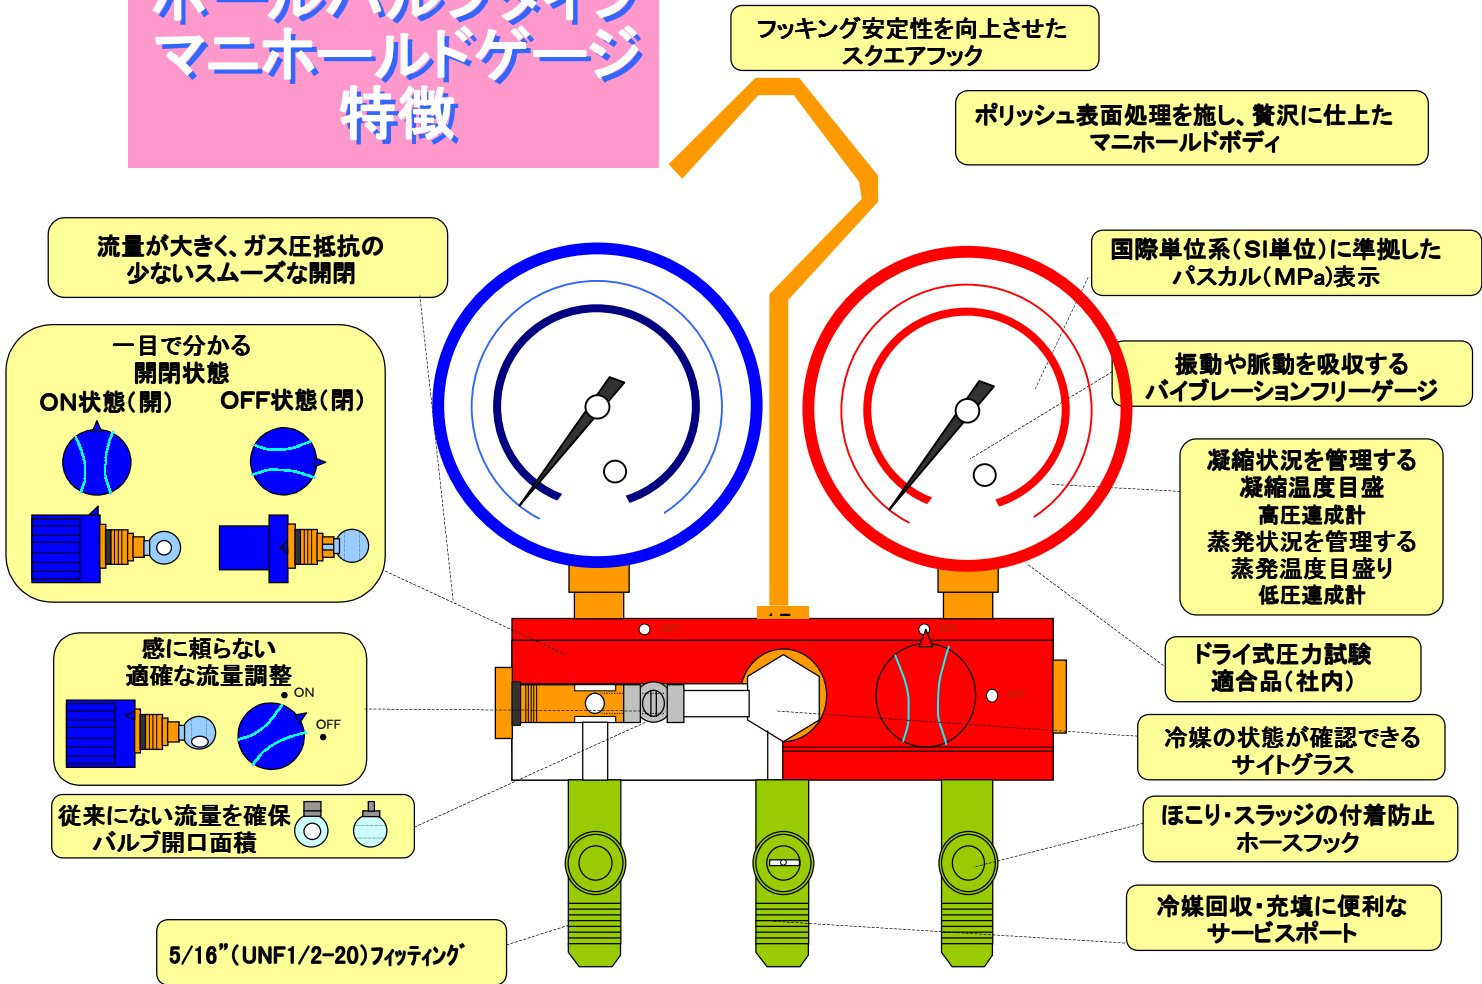 ボールバルブタイプ
マニホールドゲージ
特徴
フッキング安定性を向上させた
スクエアフック
ポリッシュ表面処理を施し、贅沢に仕上た
マニホールドボディ
流量が大きく、ガス圧抵抗の
少ないスムーズな開閉
国際単位系(SI単位)に準拠した
パスカル(MPa)表示
一目で分かる
開閉状態
ON状態(開)
OFF状態(閉)
振動や脈動を吸収する
バイブレーションフリーゲージ
凝縮状況を管理する
凝縮温度目盛
高圧連成計
蒸発状況を管理する
蒸発温度目盛り
低圧連成計
感に頼らない
適確な流量調整
ON
OFF
ドライ式圧力試験
適合品(社内)
冷媒の状態が確認できる
サイトグラス
従来にない流量を確保
バルブ開口面積
ほこり・スラッジの付着防止
ホースフック
冷媒回収・充填に便利な
サービスポート
5/16”(UNF1/2-20)フィッティング